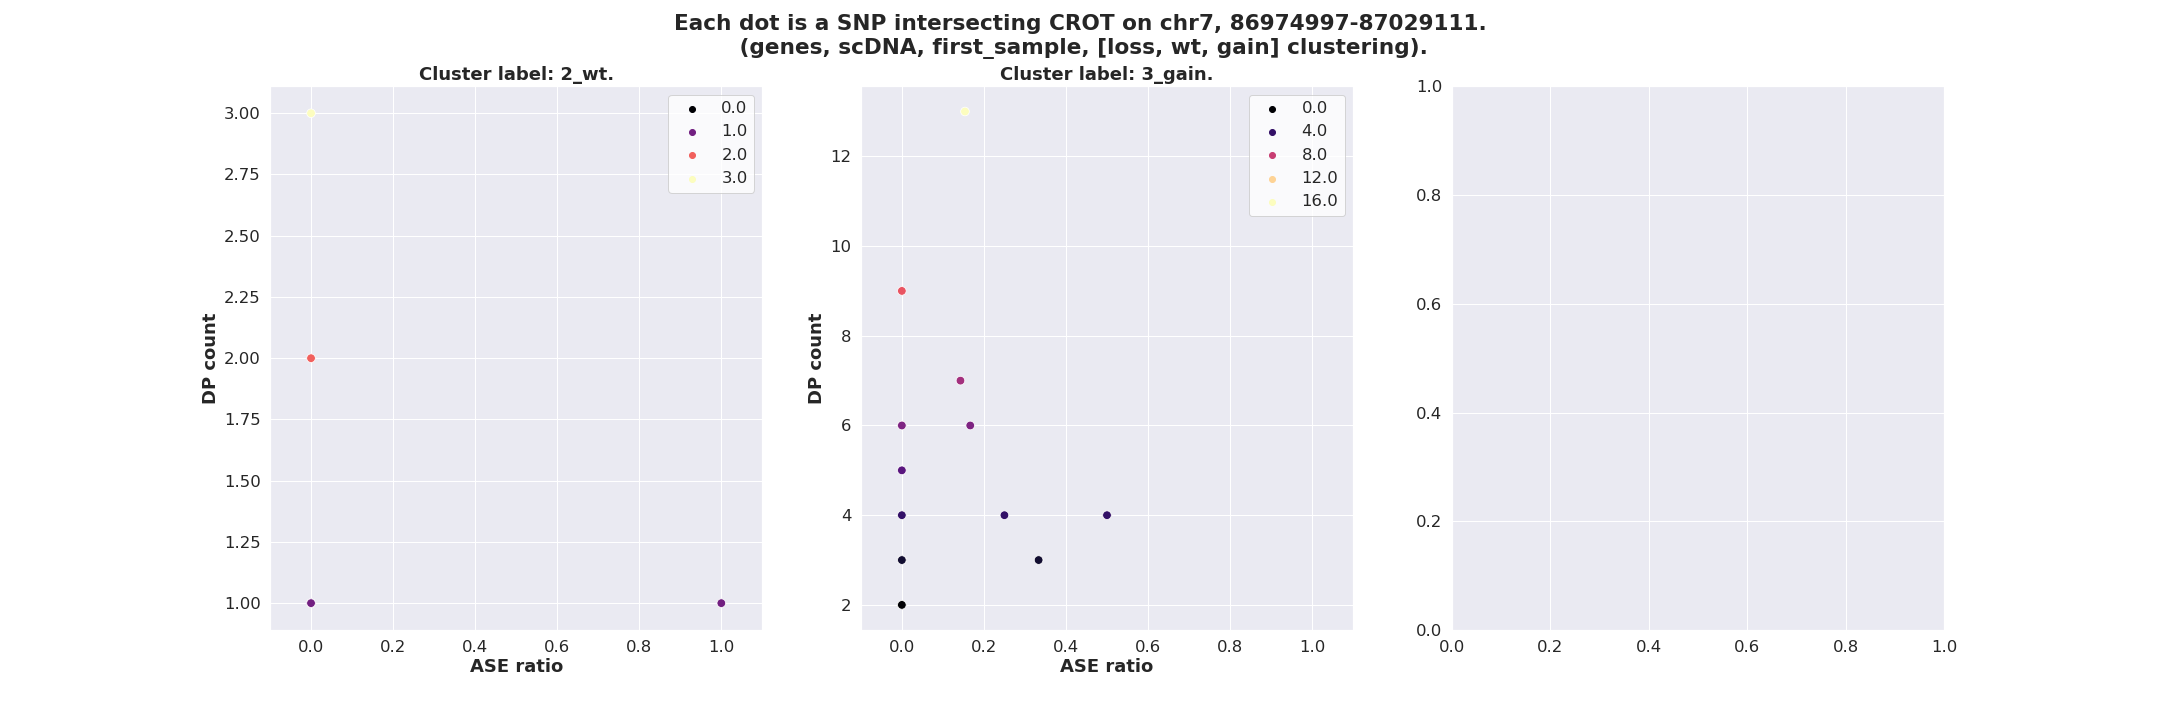 Each dot is a SNP intersecting CROT on chr7, 86974997-87029111.
(genes, scDNA, first_sample, [loss, wt, gain] clustering).
Cluster label: 2_wt.
DP count
3.00
2.75
2.50
2.25
2.00
1.75
1.50
1.25
1.00
0.0
1.0
2.0
3.0
0.0 0.2 0.4 0.6 0.8 1.0
ASE ratio
Cluster label: 3_gain.
DP count
12
10
8
6
4
2
0.0
4.0
8.0
12.0
16.0
0.0 0.2 0.4 0.6 0.8 1.0
ASE ratio
1.0
0.8
0.6
0.4
0.2
0.0
0.0 0.2 0.4 0.6 0.8 1.0